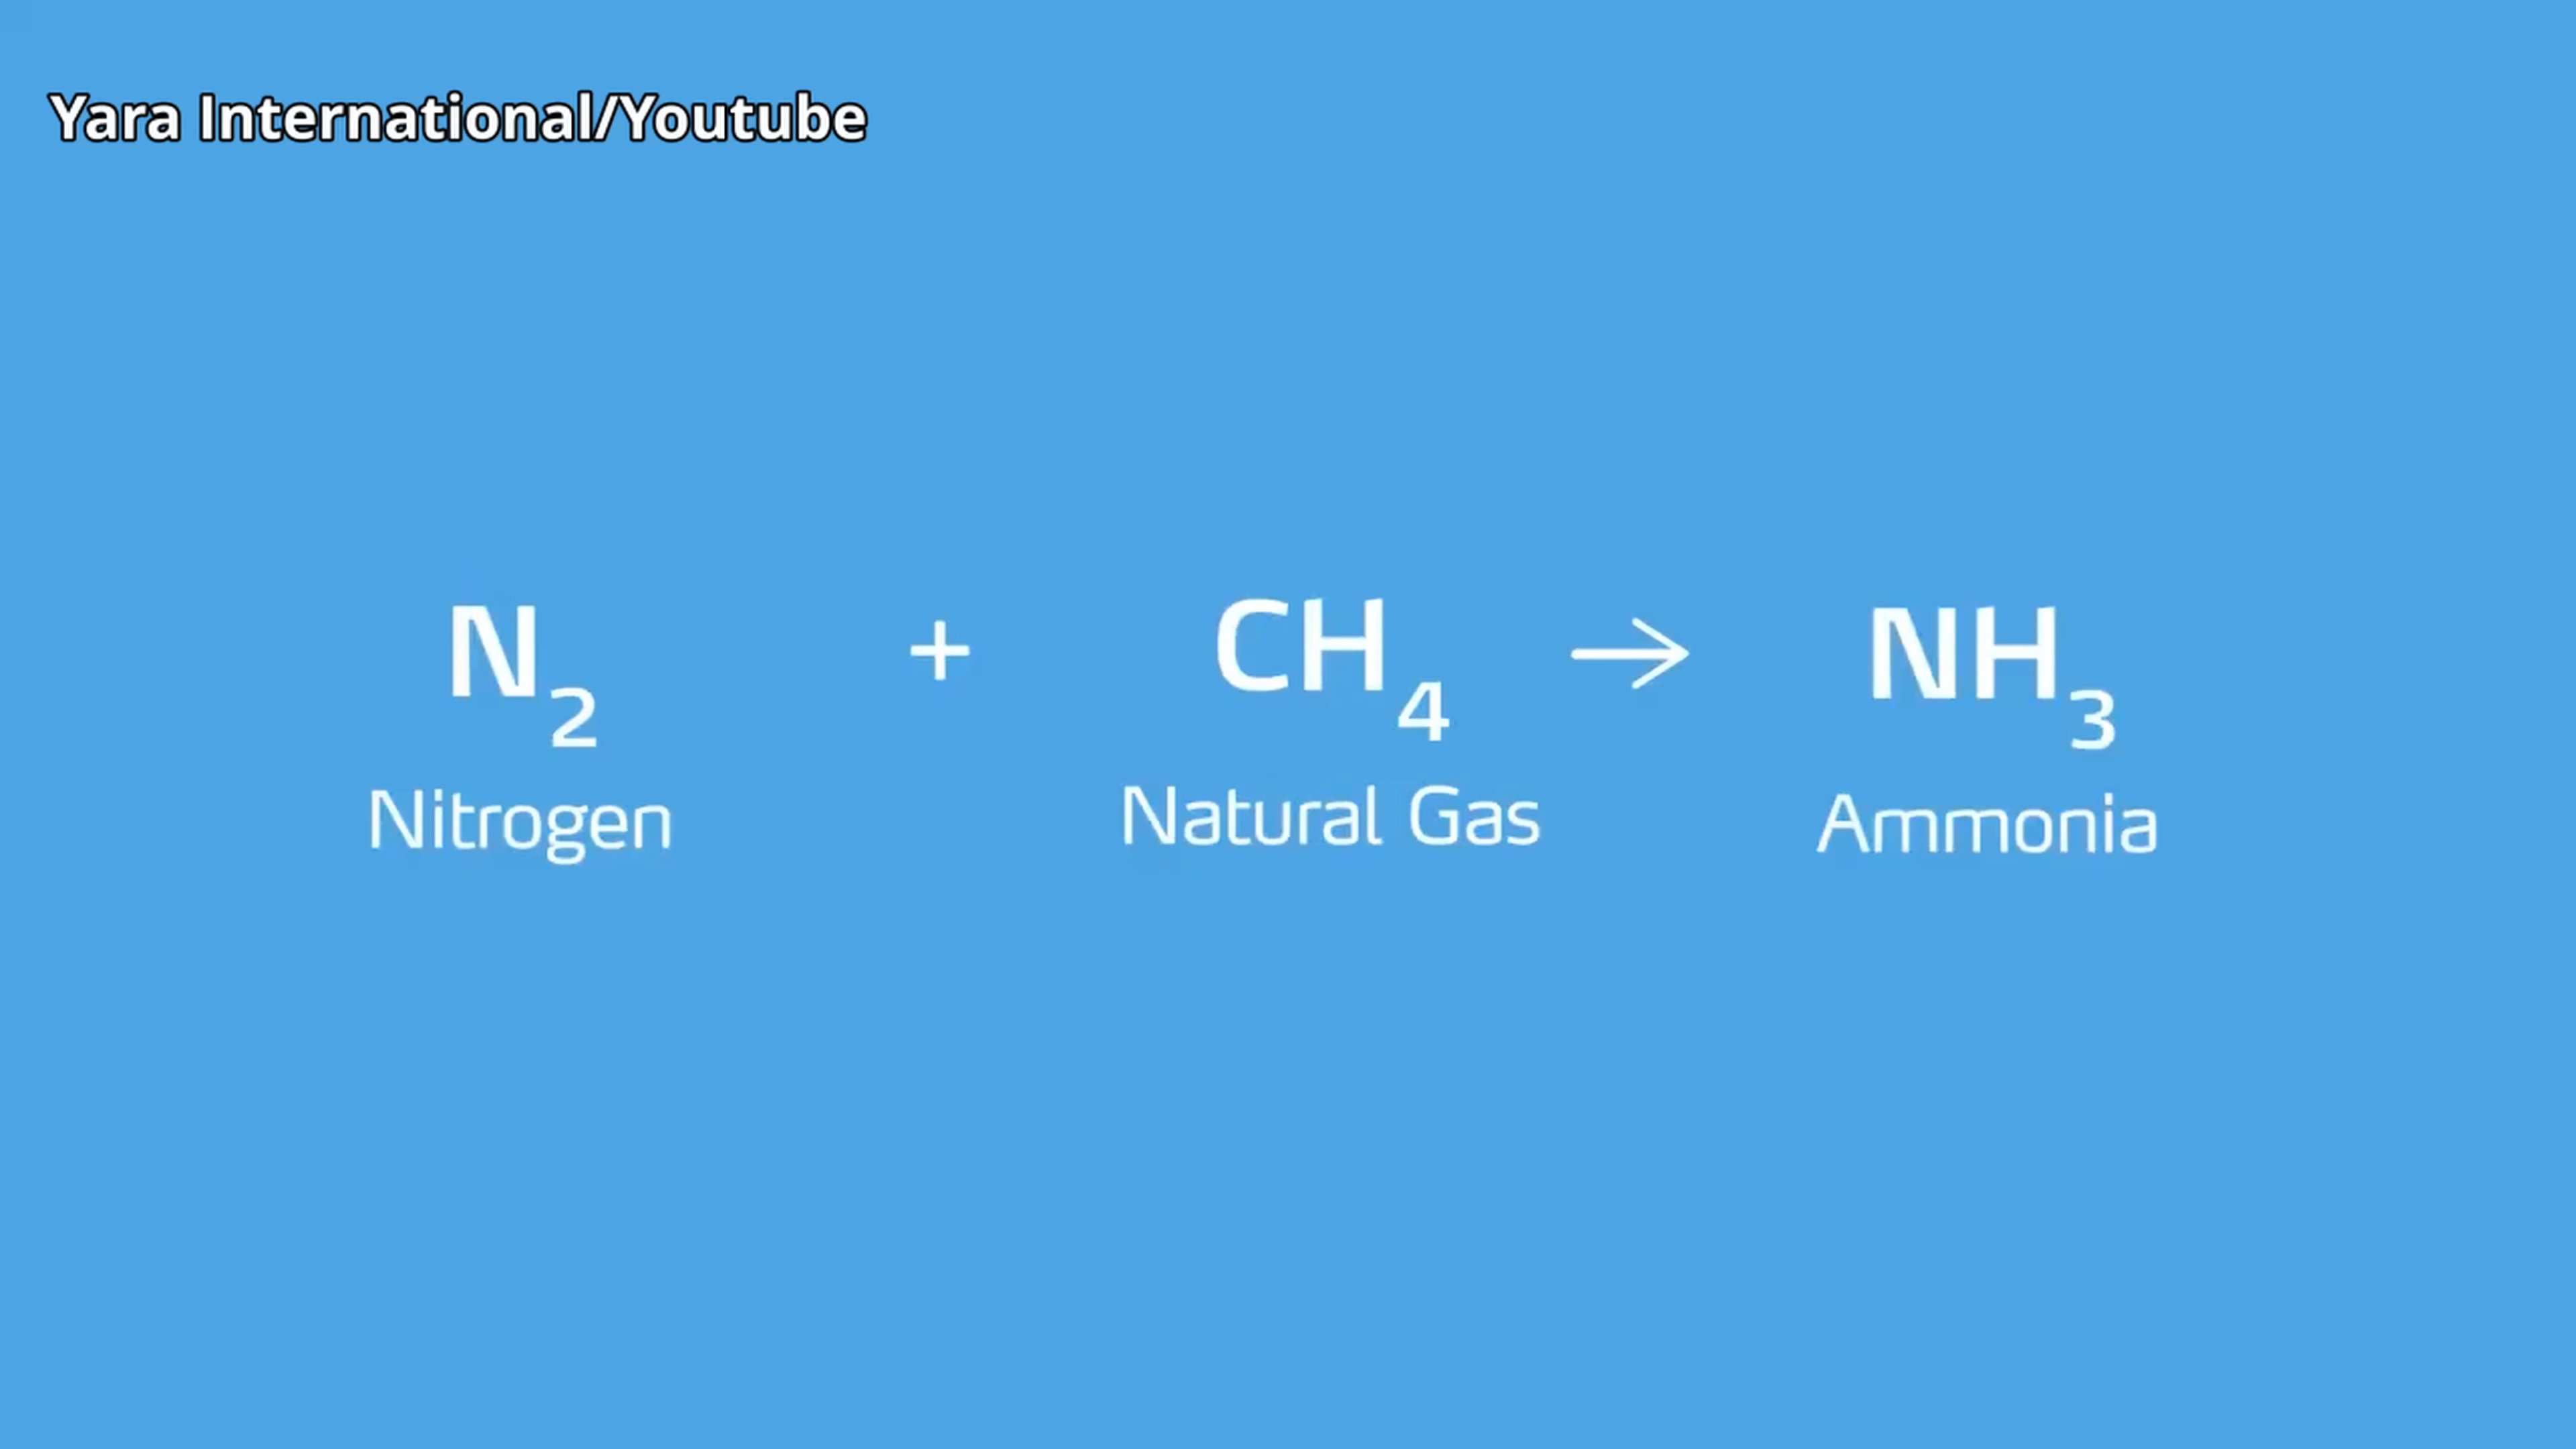 Yara International/Youtube
N₂ + CH₄ → NH₃
Nitrogen Natural Gas Ammonia